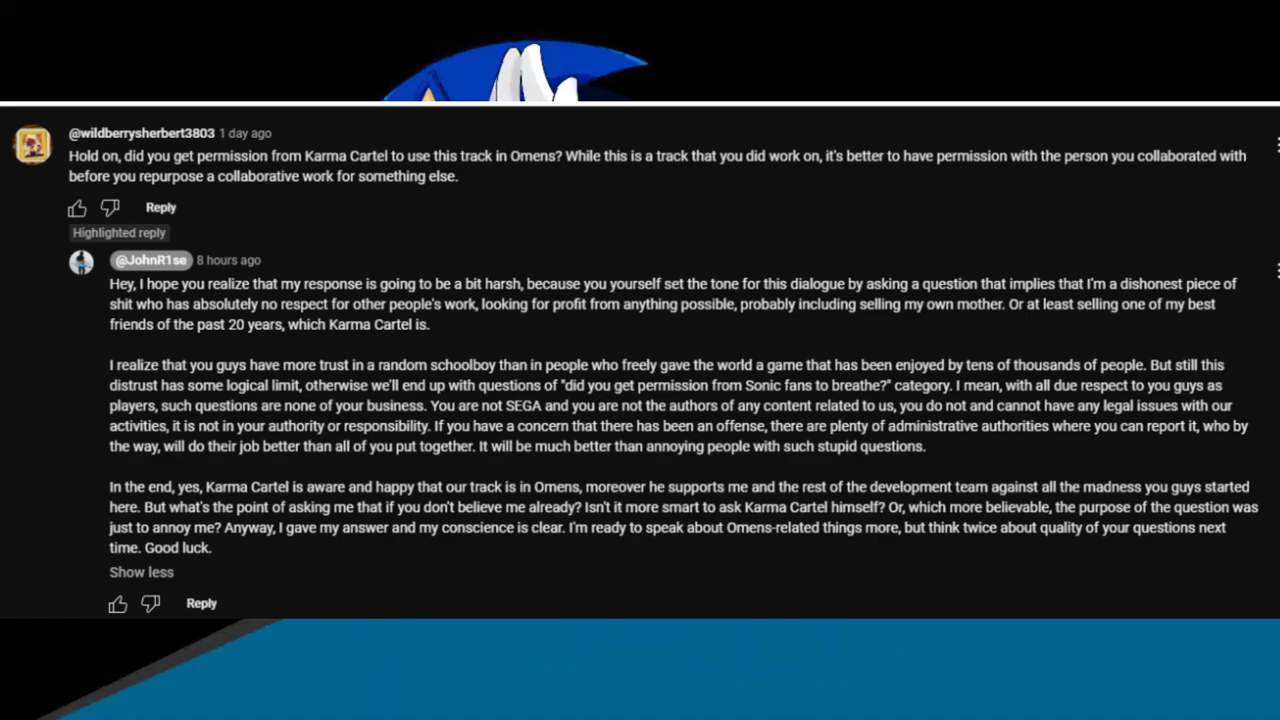 @wildberrysherbert3803 1 day ago
Hold on, did you get permission from Karma Cartel to use this track in Omens? While this is a track that you did work on, it's better to have permission with the person you collaborated with
before you repurpose a collaborative work for something else.
Reply
Highlighted reply
@JohnR1se 8 hours ago
Hey, I hope you realize that my response is going to be a bit harsh, because you yourself set the tone for this dialogue by asking a question that implies that I'm a dishonest piece of
shit who has absolutely no respect for other people's work, looking for profit from anything possible, probably including selling my own mother. Or at least selling one of my best
friends of the past 20 years, which Karma Cartel is.
I realize that you guys have more trust in a random schoolboy than in people who freely gave the world a game that has been enjoyed by tens of thousands of people. But still this
distrust has some logical limit, otherwise we'll end up with questions of "did you get permission from Sonic fans to breathe?" category. I mean, with all due respect to you guys as
players, such questions are none of your business. You are not SEGA and you are not the authors of any content related to us, you do not and cannot have any legal issues with our
activities, it is not in your authority or responsibility. If you have a concern that there has been an offense, there are plenty of administrative authorities where you can report it, who by
the way, will do their job better than all of you put together. It will be much better than annoying people with such stupid questions.
In the end, yes, Karma Cartel is aware and happy that our track is in Omens, moreover he supports me and the rest of the development team against all the madness you guys started
here. But what's the point of asking me that if you don't believe me already? Isn't it more smart to ask Karma Cartel himself? Or, which more believable, the purpose of the question was
just to annoy me? Anyway, I gave my answer and my conscience is clear. I'm ready to speak about Omens-related things more, but think twice about quality of your questions next
time. Good luck.
Show less
Reply